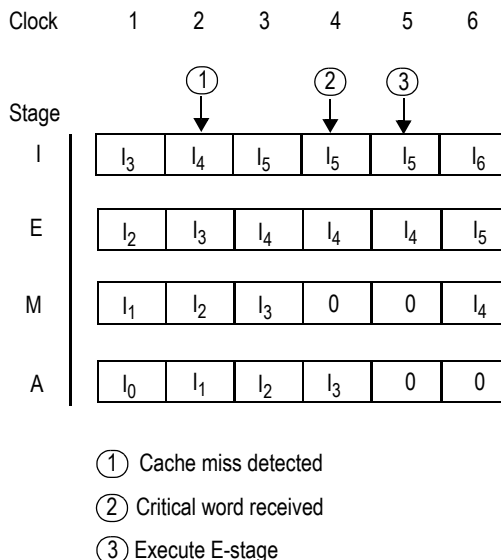 Clock 1 2 3 4 5 6
1 2 3
Stage
I I3 I4 I5 I5 I5 I6
E I2 I3 I4 I4 I4 I5
M I1 I2 I3 0 0 I4
A I0 I1 I2 I3 0 0
1 Cache miss detected
2 Critical word received
3 Execute E-stage